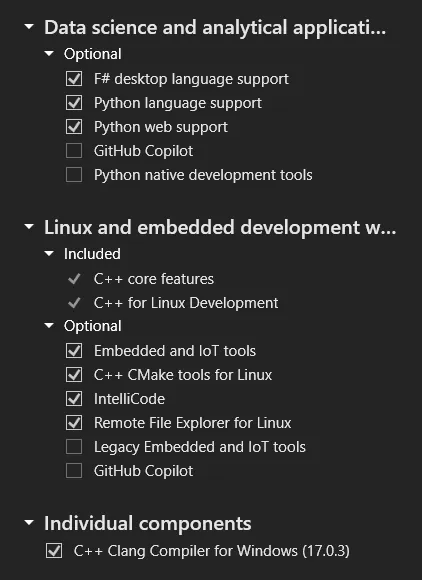 Data science and analytical applicati...
Optional
F# desktop language support
Python language support
Python web support
GitHub Copilot
Python native development tools
Linux and embedded development w...
Included
C++ core features
C++ for Linux Development
Optional
Embedded and IoT tools
C++ CMake tools for Linux
IntelliCode
Remote File Explorer for Linux
Legacy Embedded and IoT tools
GitHub Copilot
Individual components
C++ Clang Compiler for Windows (17.0.3)